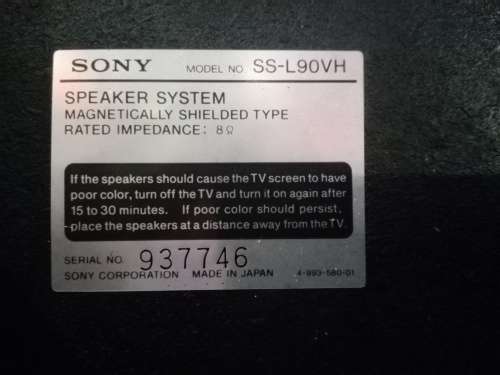 SONY MODEL NO. SS-L90VH
SPEAKER SYSTEM
MAGNETICALLY SHIELDED TYPE
RATED IMPEDANCE: 8Ω
If the speakers should cause the TV screen to have
poor color, turn off the TV and turn it on again after
15 to 30 minutes. If poor color should persist,
place the speakers at a distance away from the TV.
SERIAL NO. 937746
SONY CORPORATION MADE IN JAPAN 4-993-580-01